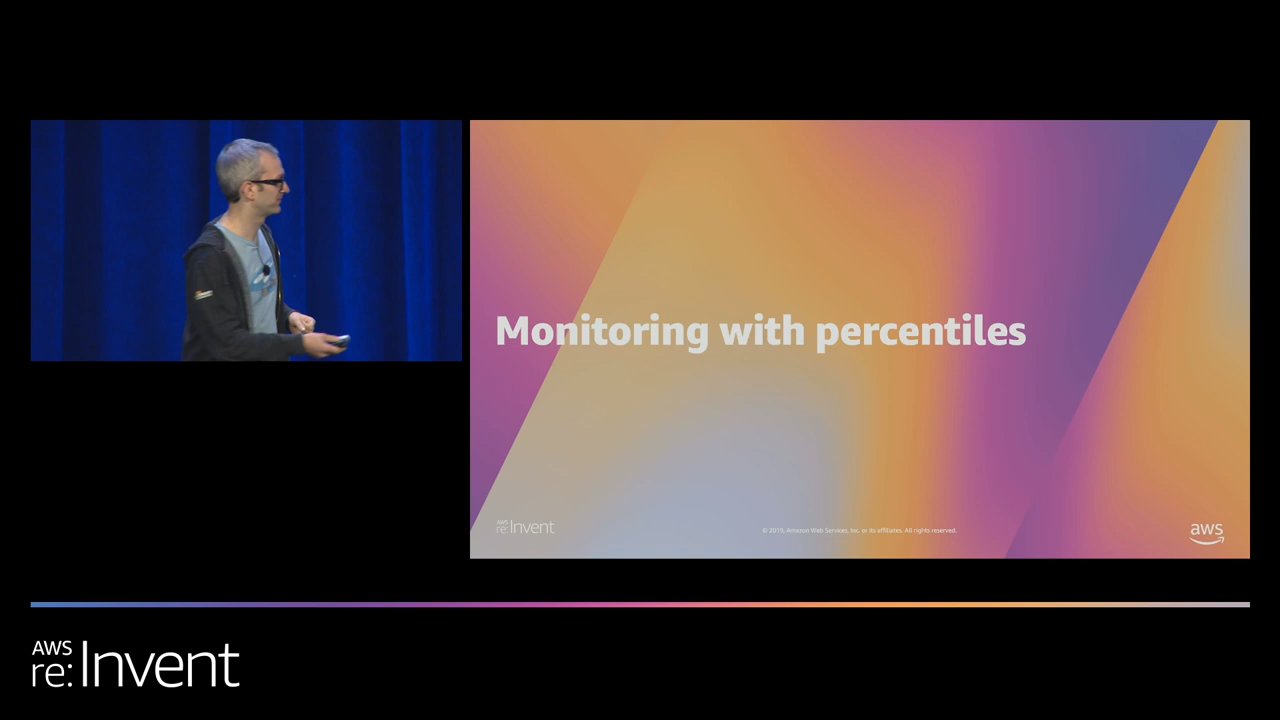 Monitoring with percentiles
AWS
re:Invent
© 2019, Amazon Web Services, Inc. or its affiliates. All rights reserved.
aws
AWS
re:Invent